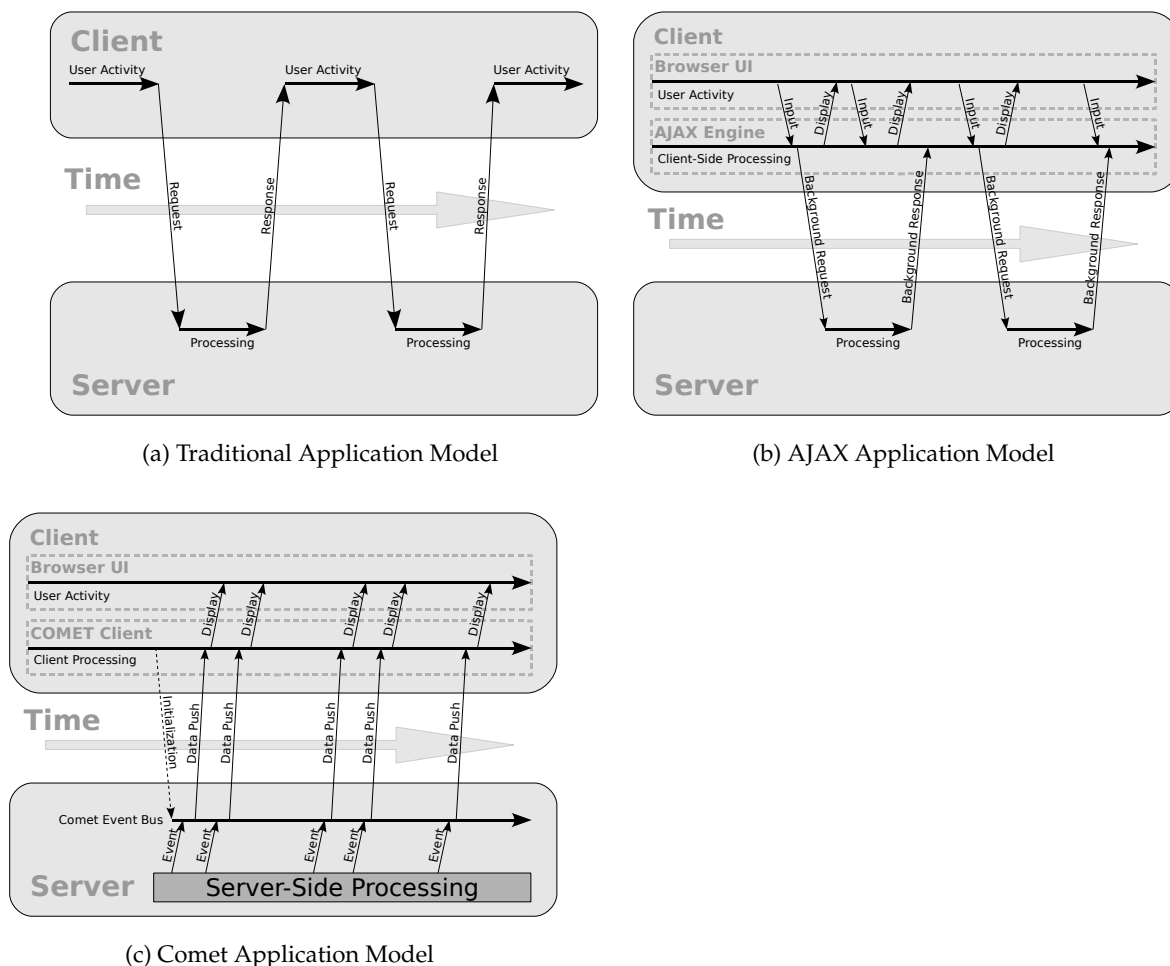 Client
User Activity
User Activity
User Activity
Time
Request
Response
Request
Response
Processing
Processing
Server
(a) Traditional Application Model
Client
Browser UI
User Activity
Input
Display
Input
Display
Input
Display
Input
AJAX Engine
Client-Side Processing
Time
Background Request
Background Response
Background Request
Background Response
Processing
Processing
Server
(b) AJAX Application Model
Client
Browser UI
User Activity
Display
Display
Display
Display
Display
COMET Client
Client Processing
Time
Initialization
Data Push
Data Push
Data Push
Data Push
Data Push
Comet Event Bus
Event
Event
Event
Event
Event
Server
Server-Side Processing
(c) Comet Application Model